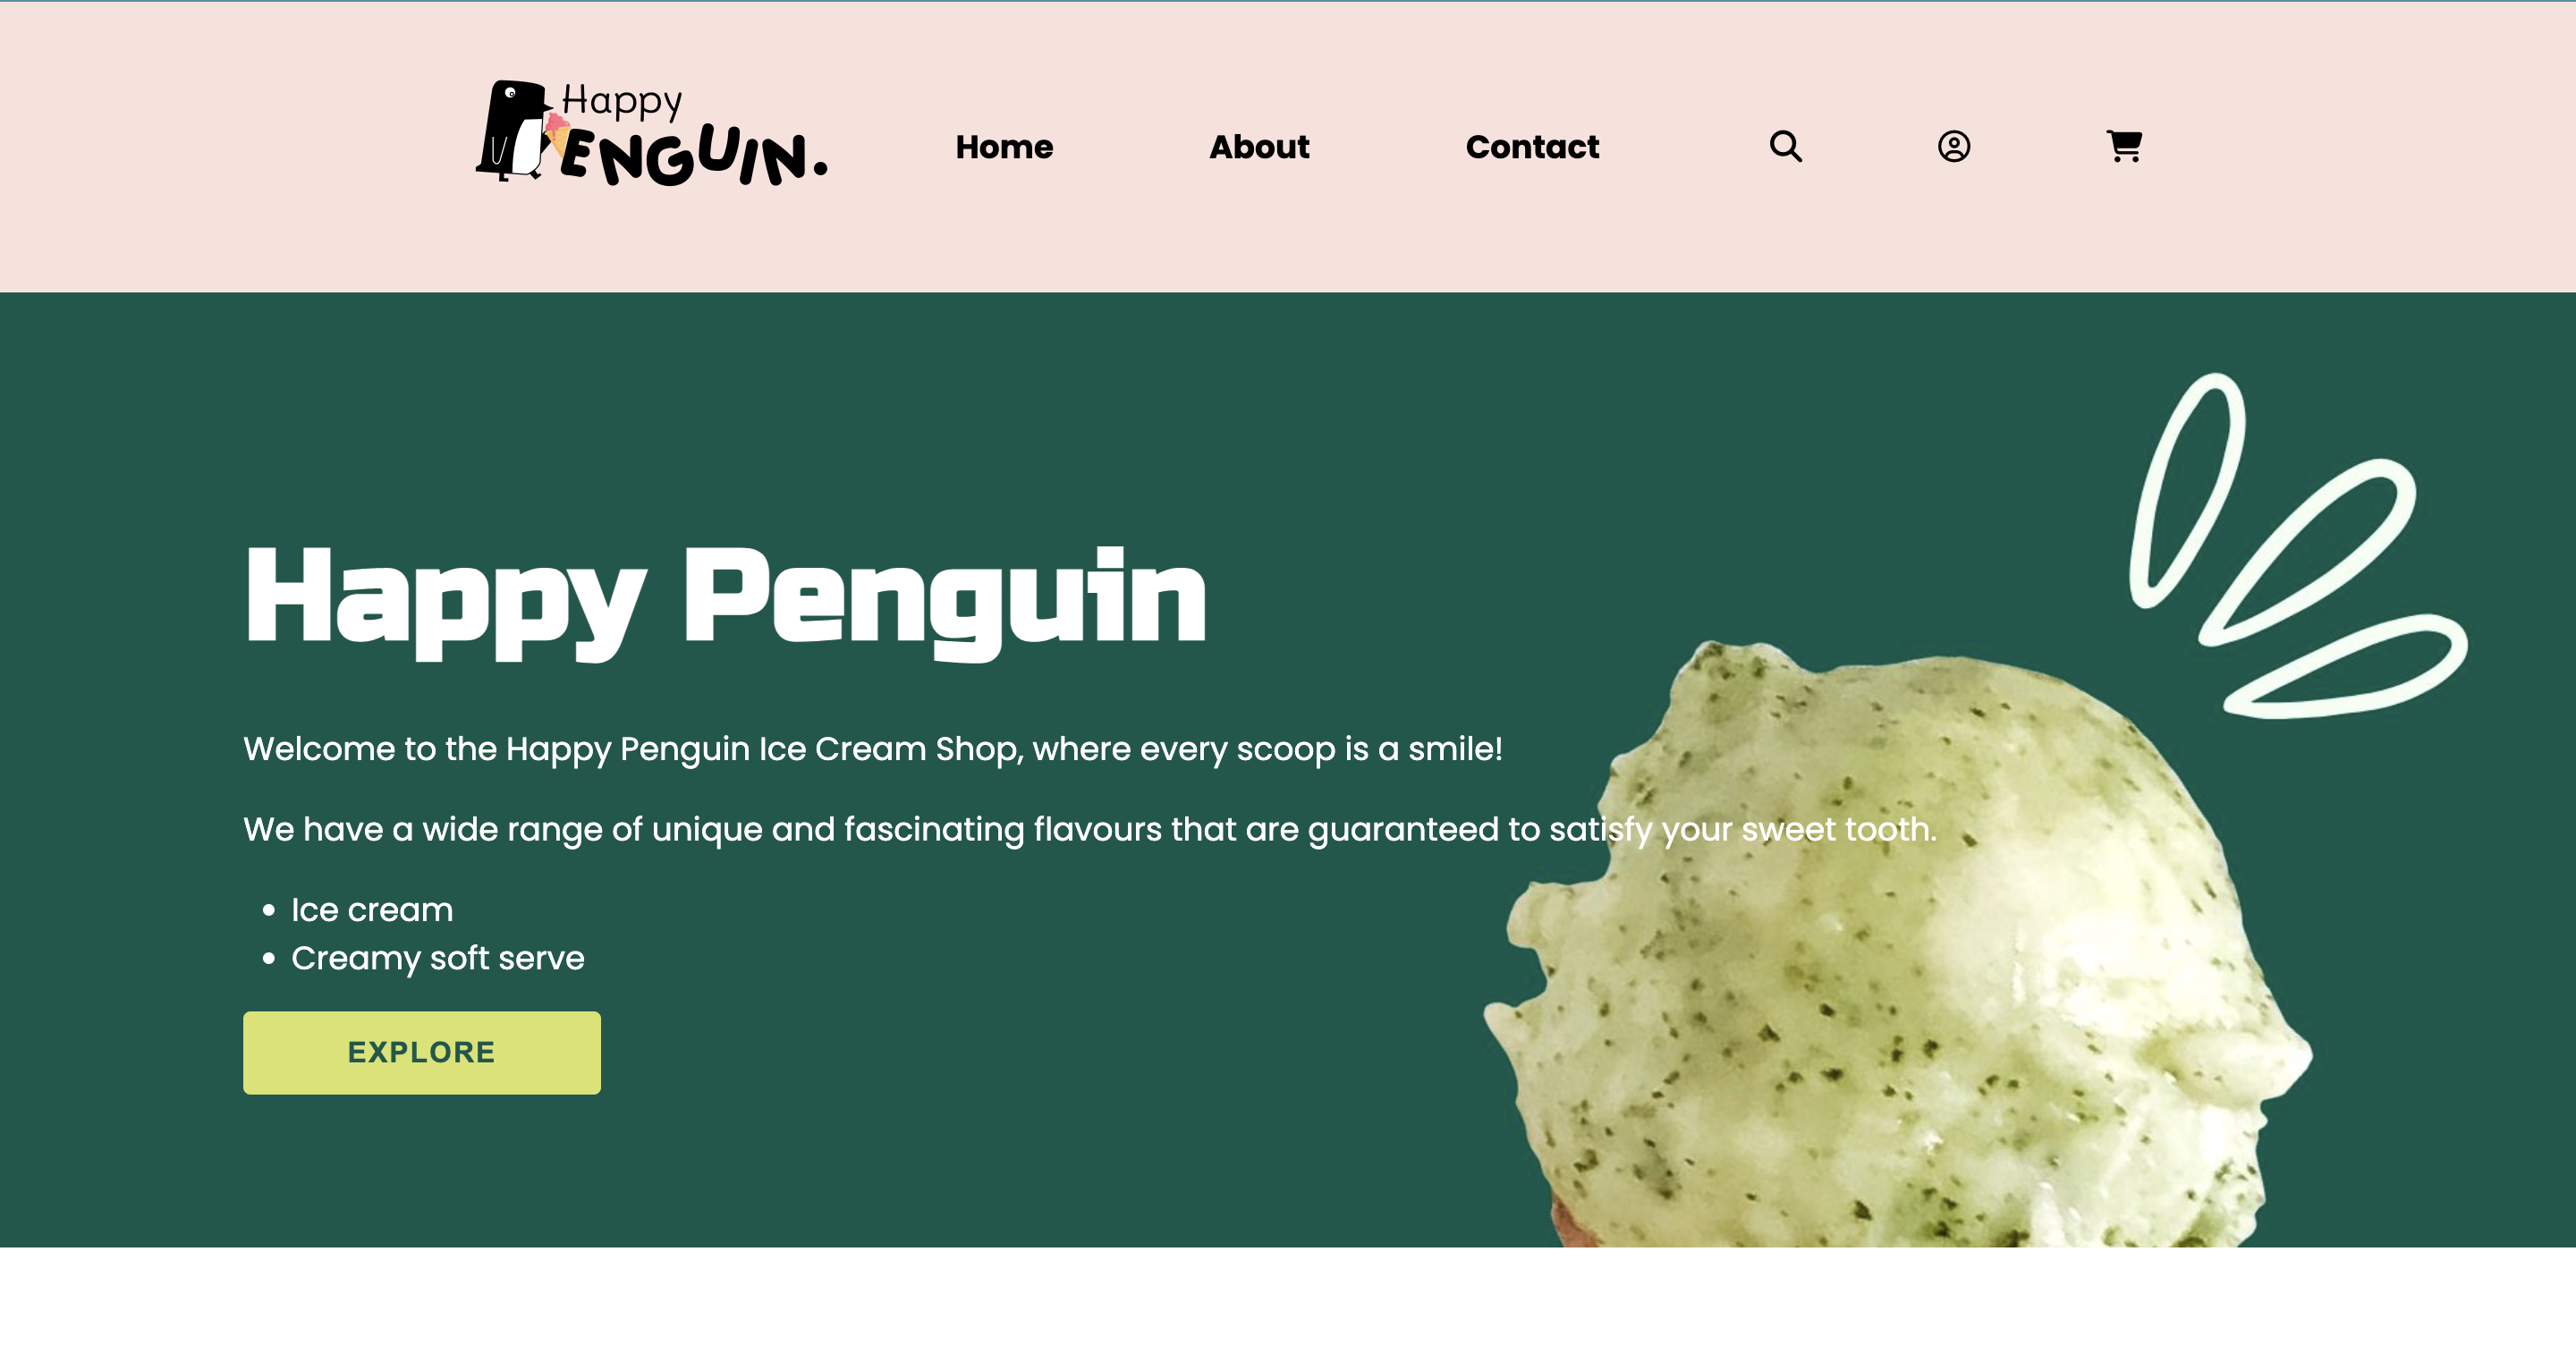 Happy
PENGUIN.
Home
About
Contact
Happy Penguin
Welcome to the Happy Penguin Ice Cream Shop, where every scoop is a smile!
We have a wide range of unique and fascinating flavours that are guaranteed to satisfy your sweet tooth.
Ice cream
Creamy soft serve
EXPLORE